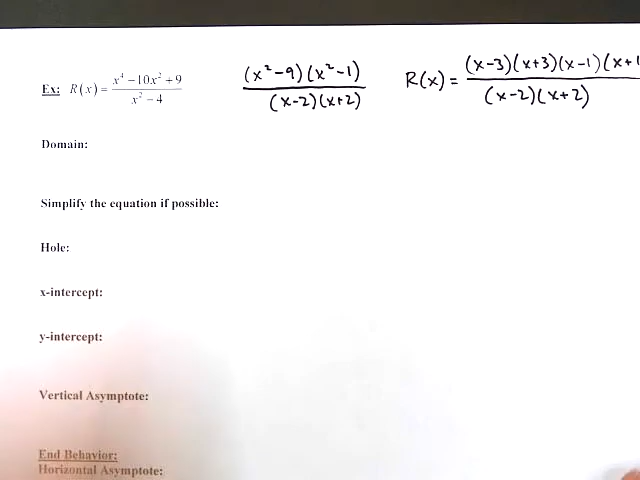 Ex: R(x) = x⁴ − 10x² + 9 / x² − 4
(x² − 9)(x² − 1) / (x − 2)(x + 2)
R(x) = (x − 3)(x + 3)(x − 1)(x + 1 / (x − 2)(x + 2)
Domain:
Simplify the equation if possible:
Hole:
x-intercept:
y-intercept:
Vertical Asymptote:
End Behavior:
Horizontal Asymptote: